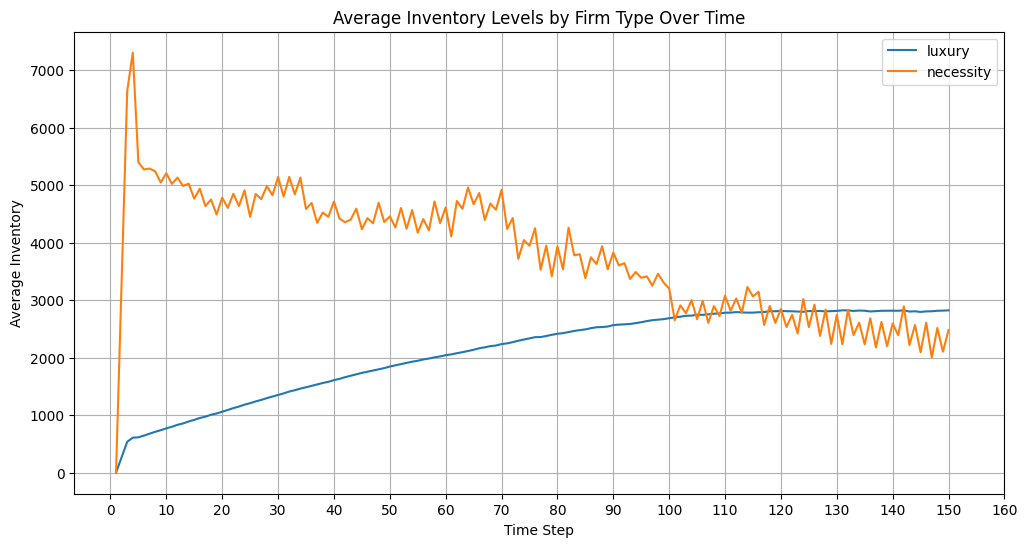 Average Inventory Levels by Firm Type Over Time
luxury
necessity
Average Inventory
7000
6000
5000
4000
3000
2000
1000
0
0 10 20 30 40 50 60 70 80 90 100 110 120 130 140 150 160
Time Step